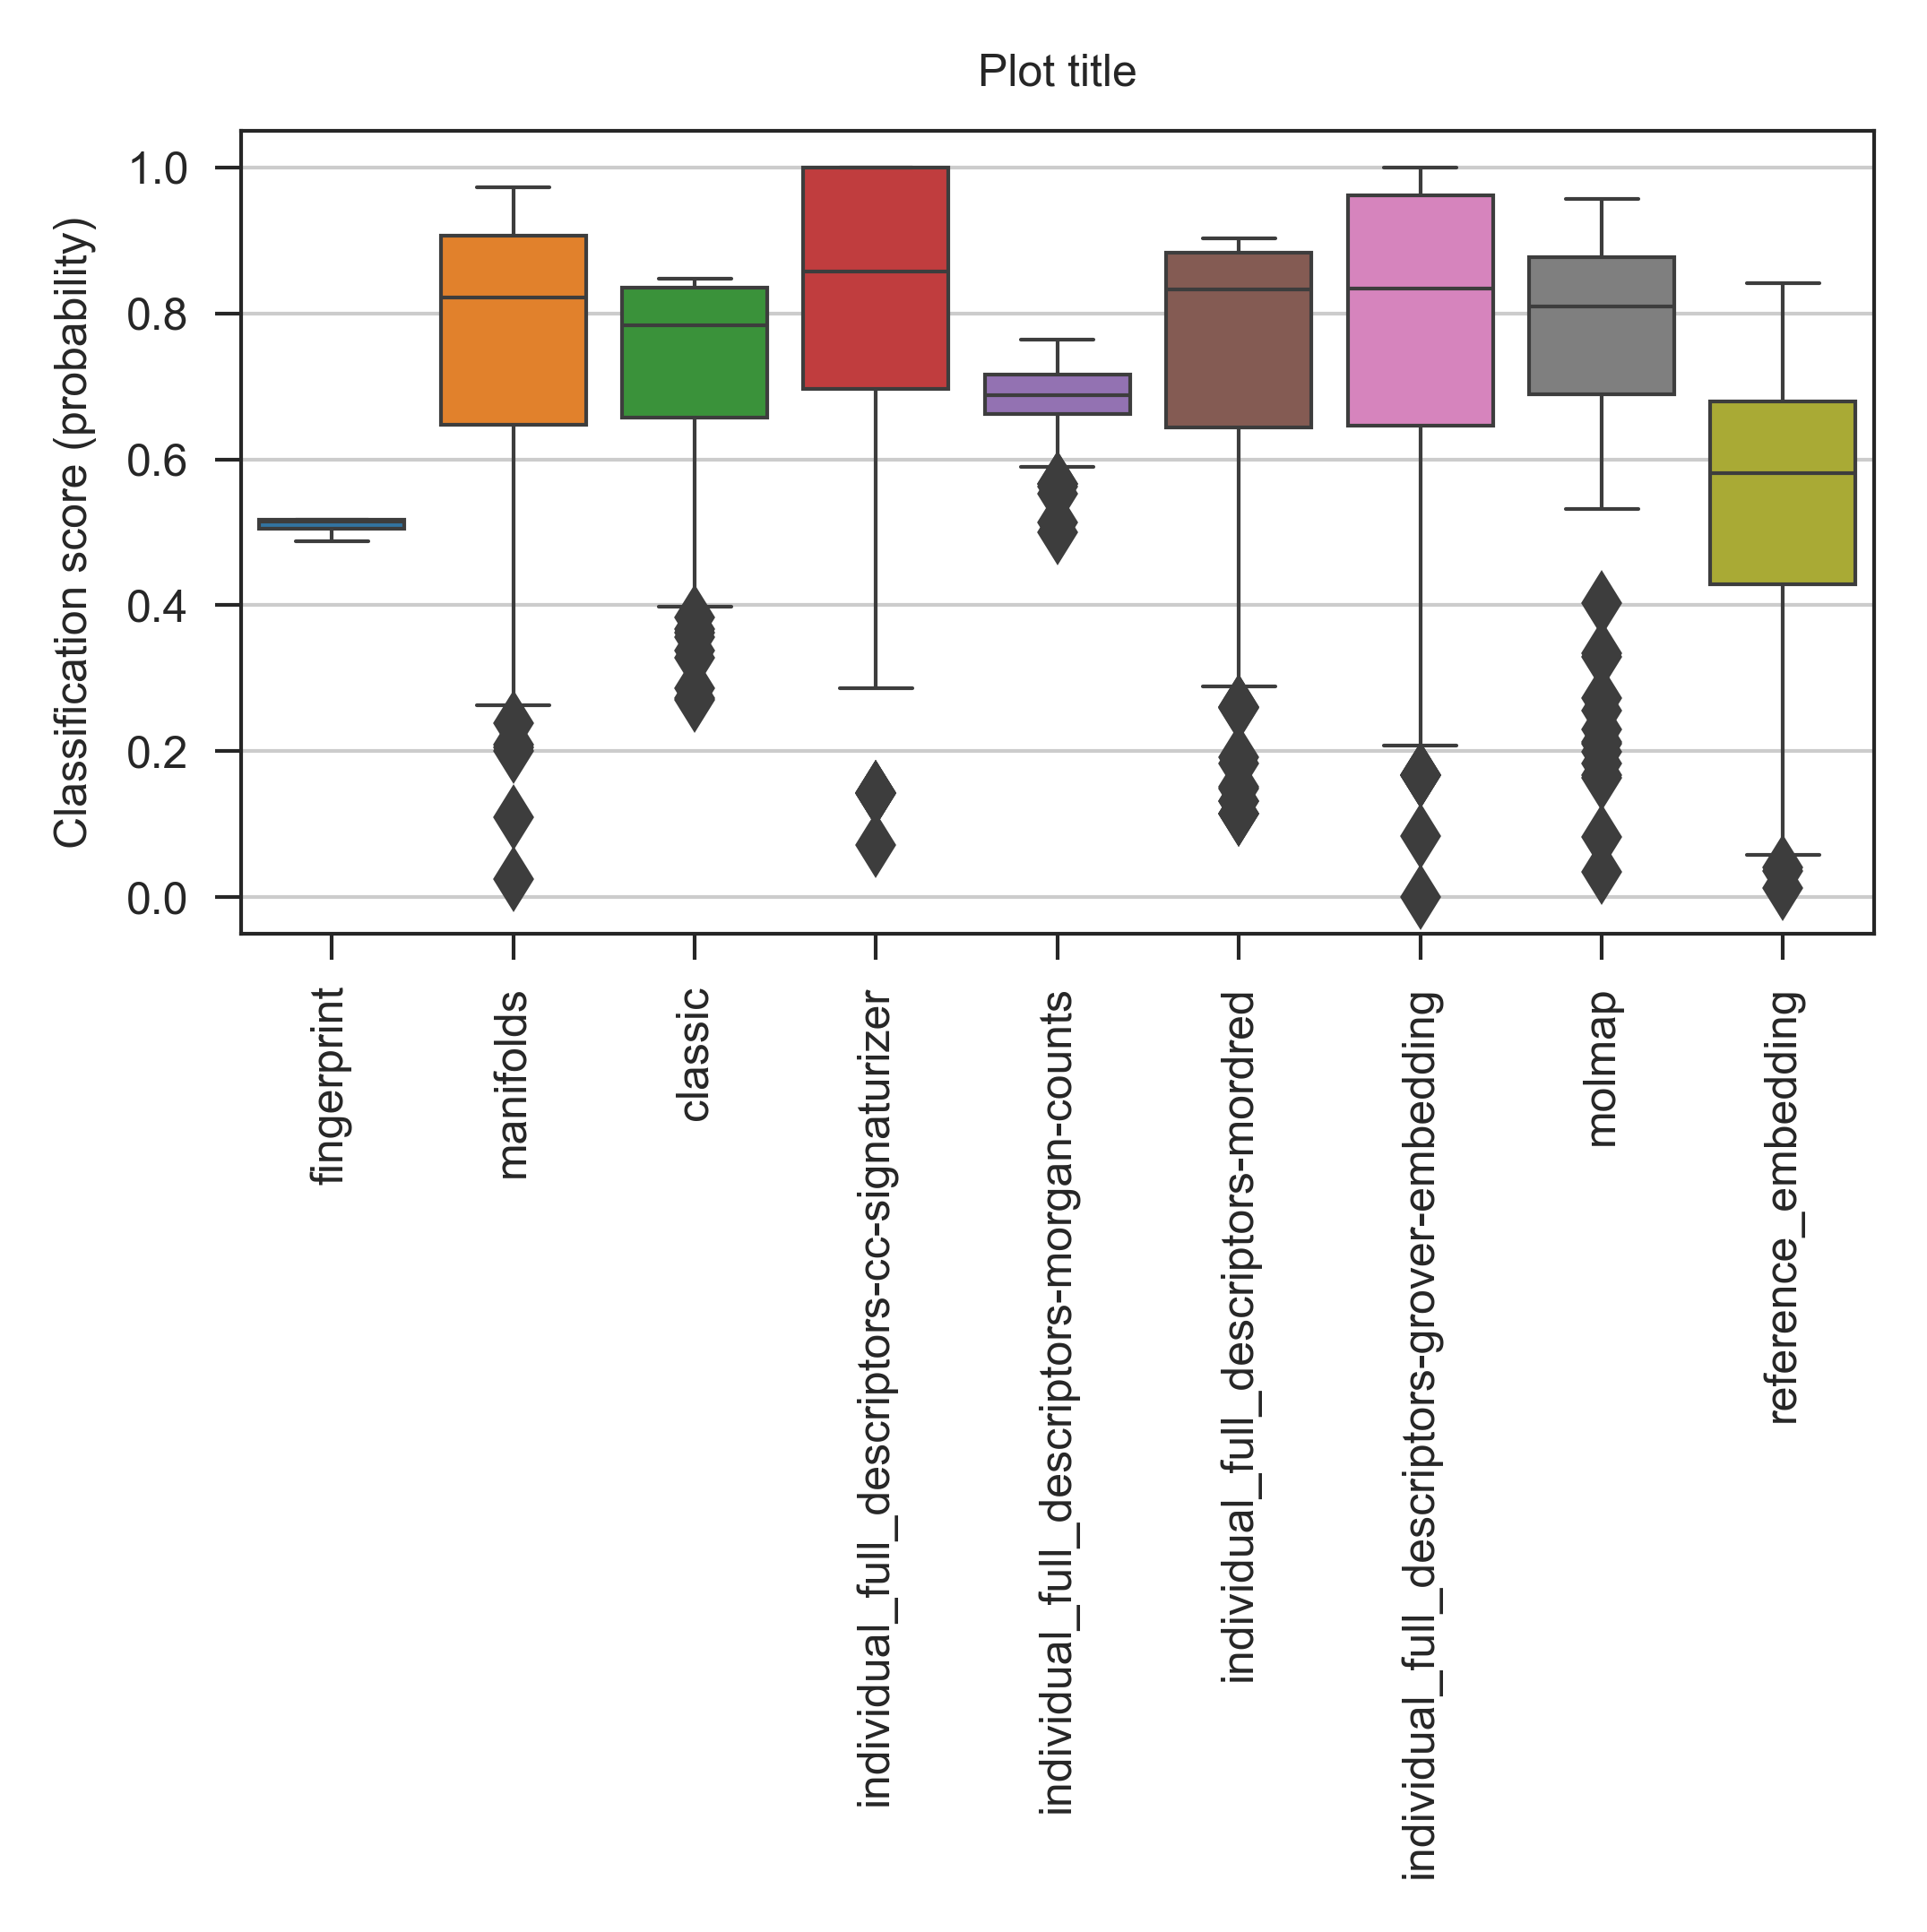 Plot title
Classification score (probability)
1.0
0.8
0.6
0.4
0.2
0.0
fingerprint
manifolds
classic
individual_full_descriptors-cc-signaturizer
individual_full_descriptors-morgan-counts
individual_full_descriptors-mordred
individual_full_descriptors-grover-embedding
molmap
reference_embedding